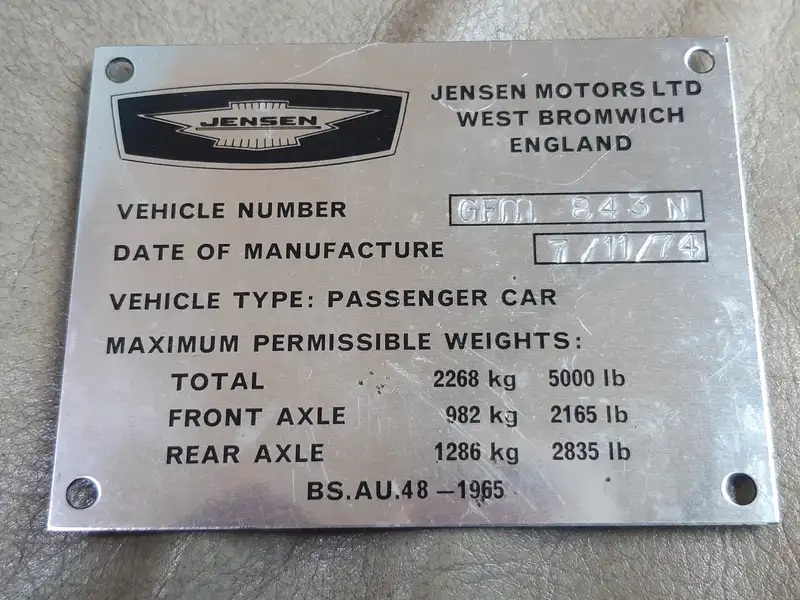 JENSEN
JENSEN MOTORS LTD
WEST BROMWICH
ENGLAND
VEHICLE NUMBER GFM 843 N
DATE OF MANUFACTURE 7/11/74
VEHICLE TYPE: PASSENGER CAR
MAXIMUM PERMISSIBLE WEIGHTS:
TOTAL 2268 kg 5000 lb
FRONT AXLE 982 kg 2165 lb
REAR AXLE 1286 kg 2835 lb
BS.AU.48 – 1965